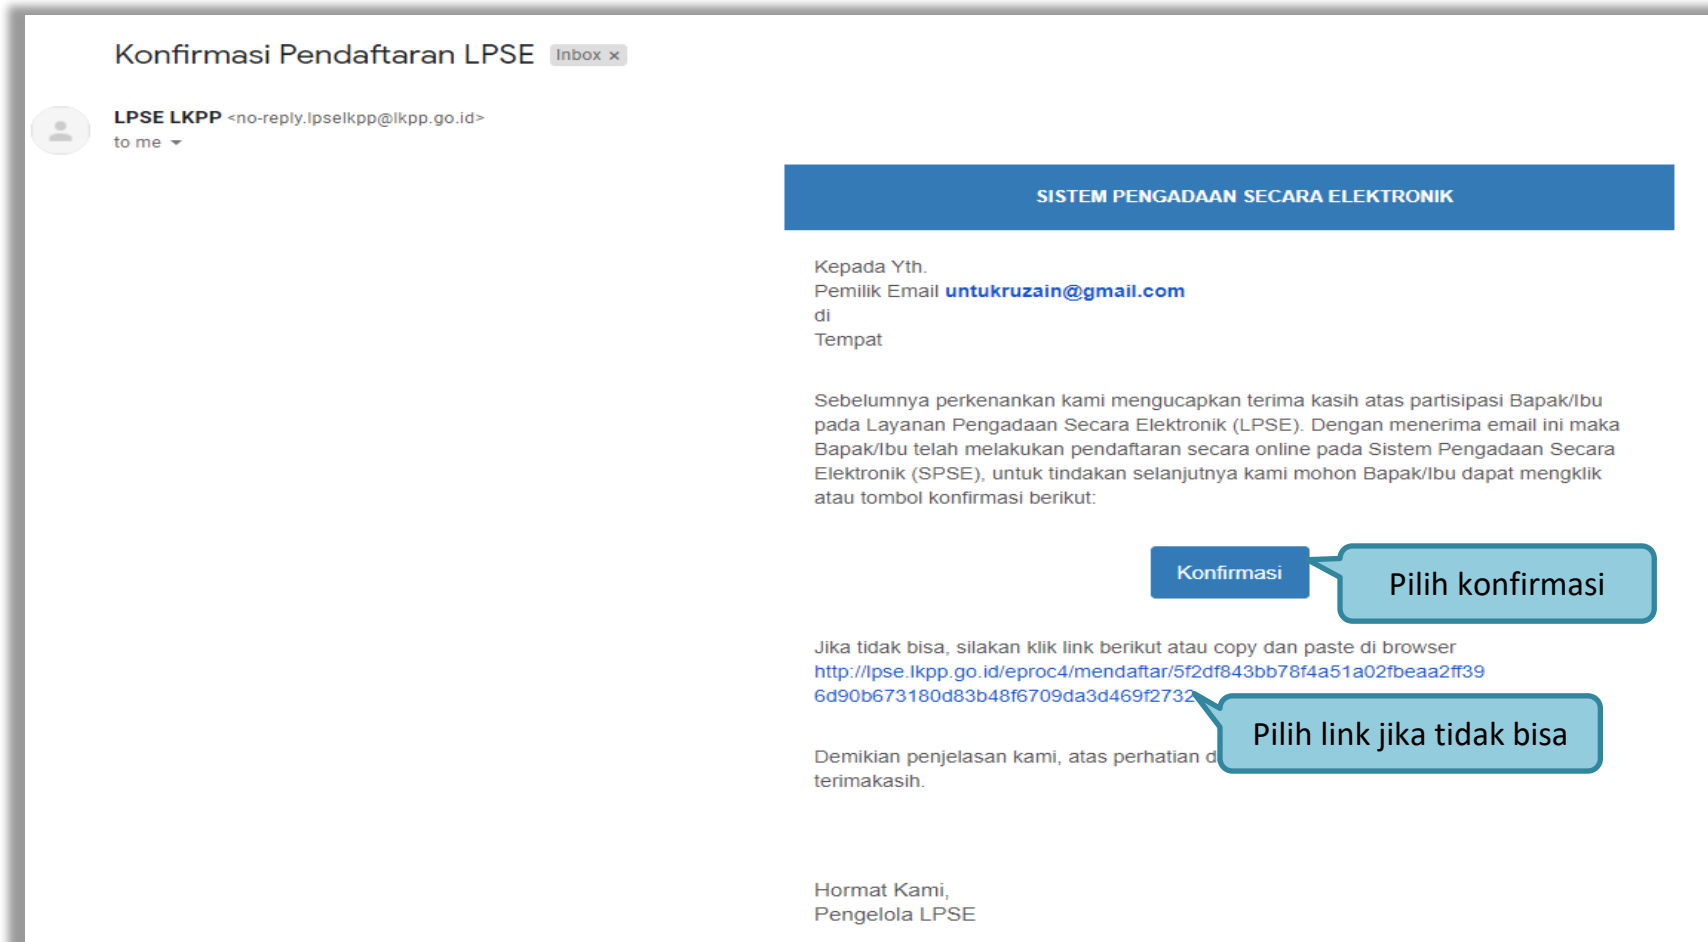 Konfirmasi Pendaftaran LPSE Inbox x
LPSE LKPP <no-reply.lpselkpp@lkpp.go.id>
to me
SISTEM PENGADAAN SECARA ELEKTRONIK
Kepada Yth.
Pemilik Email untukruzain@gmail.com
di
Tempat
Sebelumnya perkenankan kami mengucapkan terima kasih atas partisipasi Bapak/Ibu
pada Layanan Pengadaan Secara Elektronik (LPSE). Dengan menerima email ini maka
Bapak/Ibu telah melakukan pendaftaran secara online pada Sistem Pengadaan Secara
Elektronik (SPSE), untuk tindakan selanjutnya kami mohon Bapak/Ibu dapat mengklik
atau tombol konfirmasi berikut:
Konfirmasi
Pilih konfirmasi
Jika tidak bisa, silakan klik link berikut atau copy dan paste di browser
http://lpse.lkpp.go.id/eproc4/mendaftar/5f2df843bb78f4a51a02fbeaa2ff39
6d90b673180d83b48f6709da3d469f2732
Pilih link jika tidak bisa
Demikian penjelasan kami, atas perhatian
terimakasih.
Hormat Kami,
Pengelola LPSE